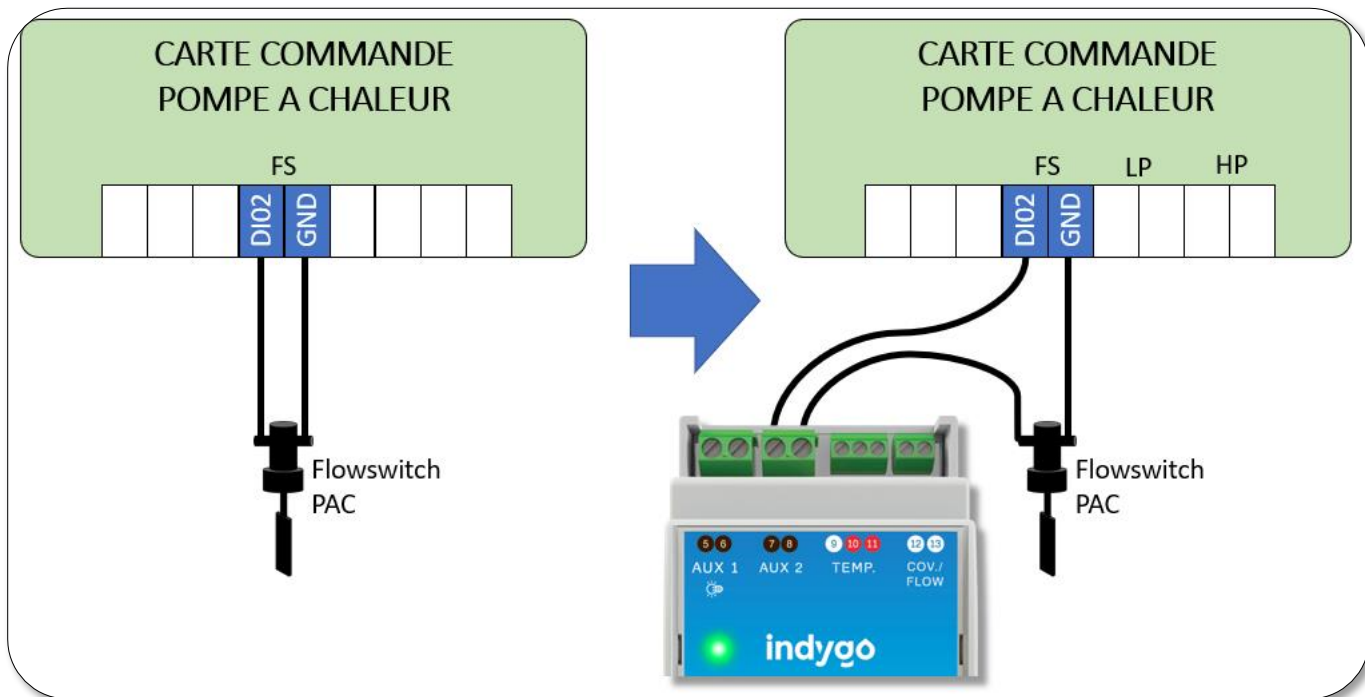 CARTE COMMANDE
POMPE A CHALEUR
FS
DI02
GND
Flowswitch
PAC
CARTE COMMANDE
POMPE A CHALEUR
FS LP HP
DI02
GND
Flowswitch
PAC
5 6 7 8 9 10 11 12 13
AUX 1 AUX 2 TEMP. COV./
FLOW
indygo